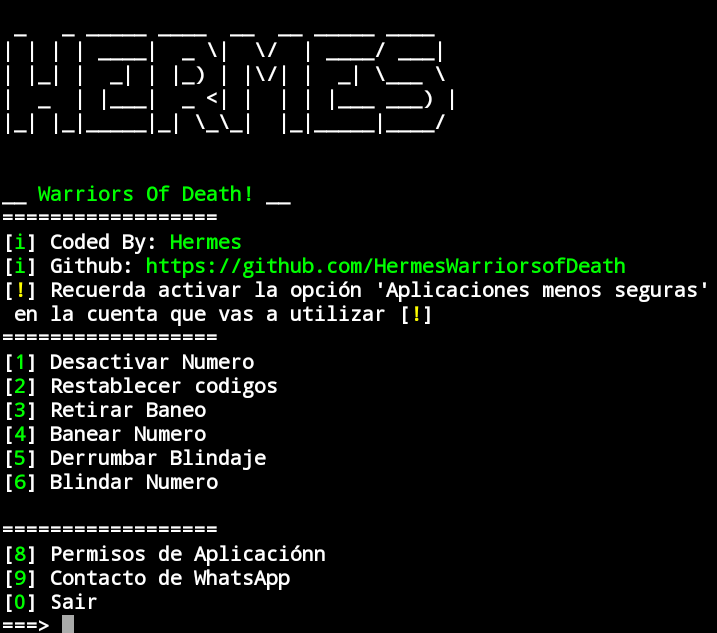 HERMES
__ Warriors Of Death! __
==================
[i] Coded By: Hermes
[i] Github: https://github.com/HermesWarriorsofDeath
[!] Recuerda activar la opción 'Aplicaciones menos seguras'
en la cuenta que vas a utilizar [!]
==================
[1] Desactivar Numero
[2] Restablecer codigos
[3] Retirar Baneo
[4] Banear Numero
[5] Derrumbar Blindaje
[6] Blindar Numero
==================
[8] Permisos de Aplicaciónn
[9] Contacto de WhatsApp
[0] Sair
===>